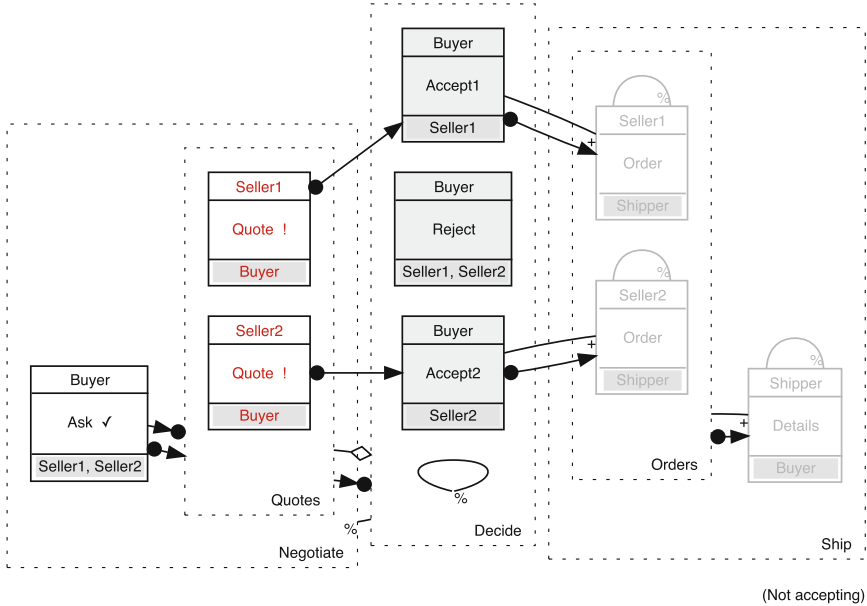 Buyer
Ask ✓
Seller1, Seller2
Seller1
Quote !
Buyer
Seller2
Quote !
Buyer
Quotes
Negotiate
Buyer
Accept1
Seller1
Buyer
Reject
Seller1, Seller2
Buyer
Accept2
Seller2
%
%
Decide
%
Seller1
+
Order
Shipper
%
Seller2
+
Order
Shipper
Orders
%
Shipper
+
Details
Buyer
Ship
(Not accepting)